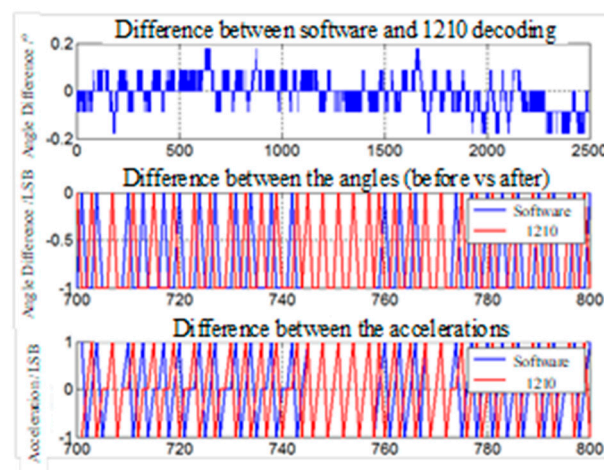 Difference between software and 1210 decoding
Angle Difference /°
0.2
0
-0.2
0 500 1000 1500 2000 2500
Difference between the angles (before vs after)
Angle Difference /LSB
0
-0.5
-1
Software
1210
700 720 740 760 780 800
Difference between the accelerations
Acceleration/LSB
1
0
-1
Software
1210
700 720 740 760 780 800